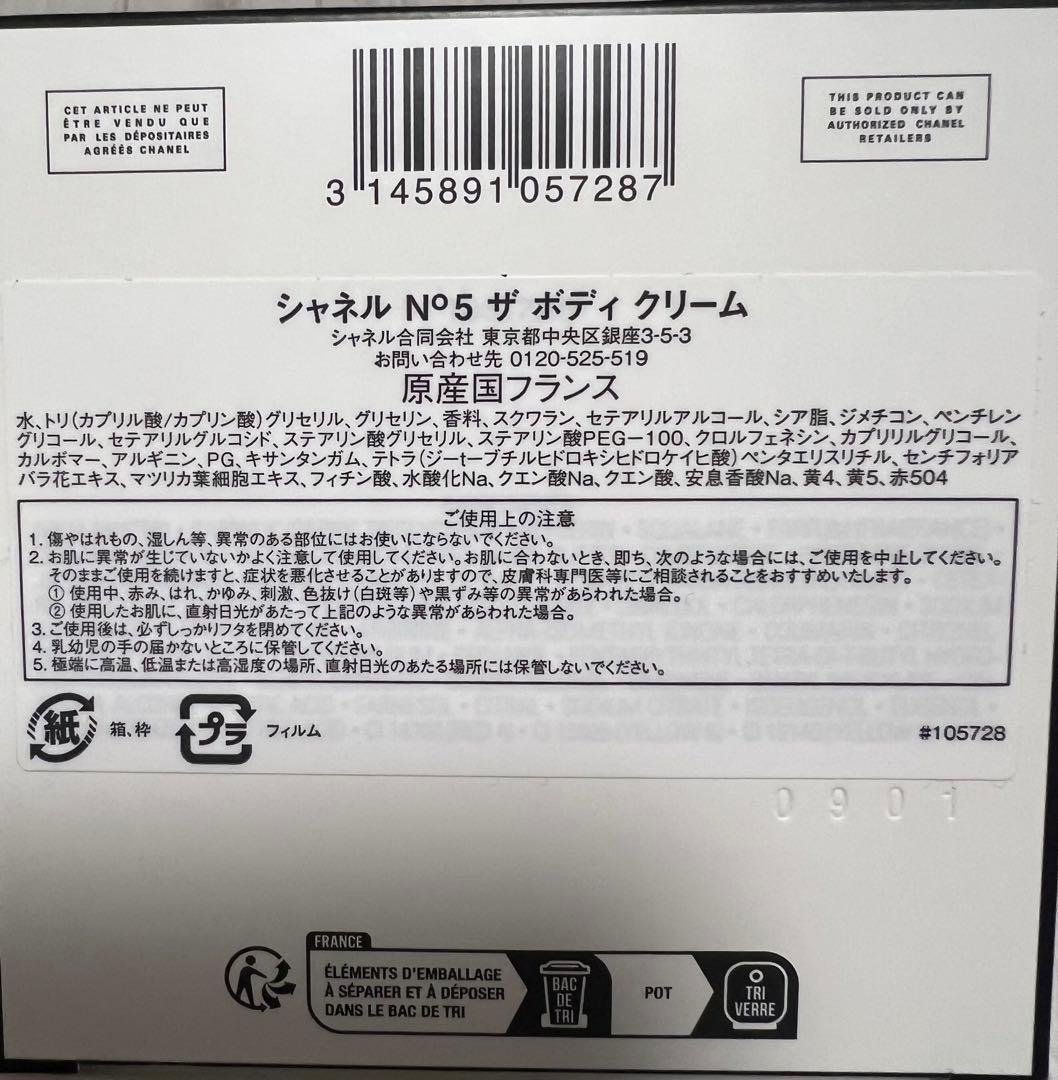 CET ARTICLE NE PEUT
ÊTRE VENDU QUE
PAR LES DÉPOSITAIRES
AGRÉÉS CHANEL
THIS PRODUCT CAN
BE SOLD ONLY BY
AUTHORIZED CHANEL
RETAILERS
3 145891 057287
シャネル Nº5 ザ ボディ クリーム
シャネル合同会社 東京都中央区銀座3-5-3
お問い合わせ先 0120-525-519
原産国フランス
水、トリ(カプリル酸/カプリン酸)グリセリル、グリセリン、香料、スクワラン、セテアリルアルコール、シア脂、ジメチコン、ペンチレン
グリコール、セテアリルグルコシド、ステアリン酸グリセリル、ステアリン酸PEG-100、クロルフェネシン、カプリリルグリコール、
カルボマー、アルギニン、PG、キサンタンガム、テトラ(ジ-t-ブチルヒドロキシヒドロケイヒ酸)ペンタエリスリチル、センチフォリア
バラ花エキス、マツリカ葉細胞エキス、フィチン酸、水酸化Na、クエン酸Na、クエン酸、安息香酸Na、黄4、黄5、赤504
ご使用上の注意
1. 傷やはれもの、湿しん等、異常のある部位にはお使いにならないでください。
2. お肌に異常が生じていないかよく注意して使用してください。お肌に合わないとき、即ち、次のような場合には、ご使用を中止してください。
そのままご使用を続けますと、症状を悪化させることがありますので、皮膚科専門医等にご相談されることをおすすめいたします。
① 使用中、赤み、はれ、かゆみ、刺激、色抜け(白斑等)や黒ずみ等の異常があらわれた場合。
② 使用したお肌に、直射日光があたって上記のような異常があらわれた場合。
3. ご使用後は、必ずしっかりフタを閉めてください。
4. 乳幼児の手の届かないところに保管してください。
5. 極端に高温、低温または高湿度の場所、直射日光のあたる場所には保管しないでください。
紙 箱、枠 プラ フィルム #105728
0901
FRANCE
ÉLÉMENTS D'EMBALLAGE
À SÉPARER ET À DÉPOSER
DANS LE BAC DE TRI
BAC
DE
TRI
POT
TRI
VERRE